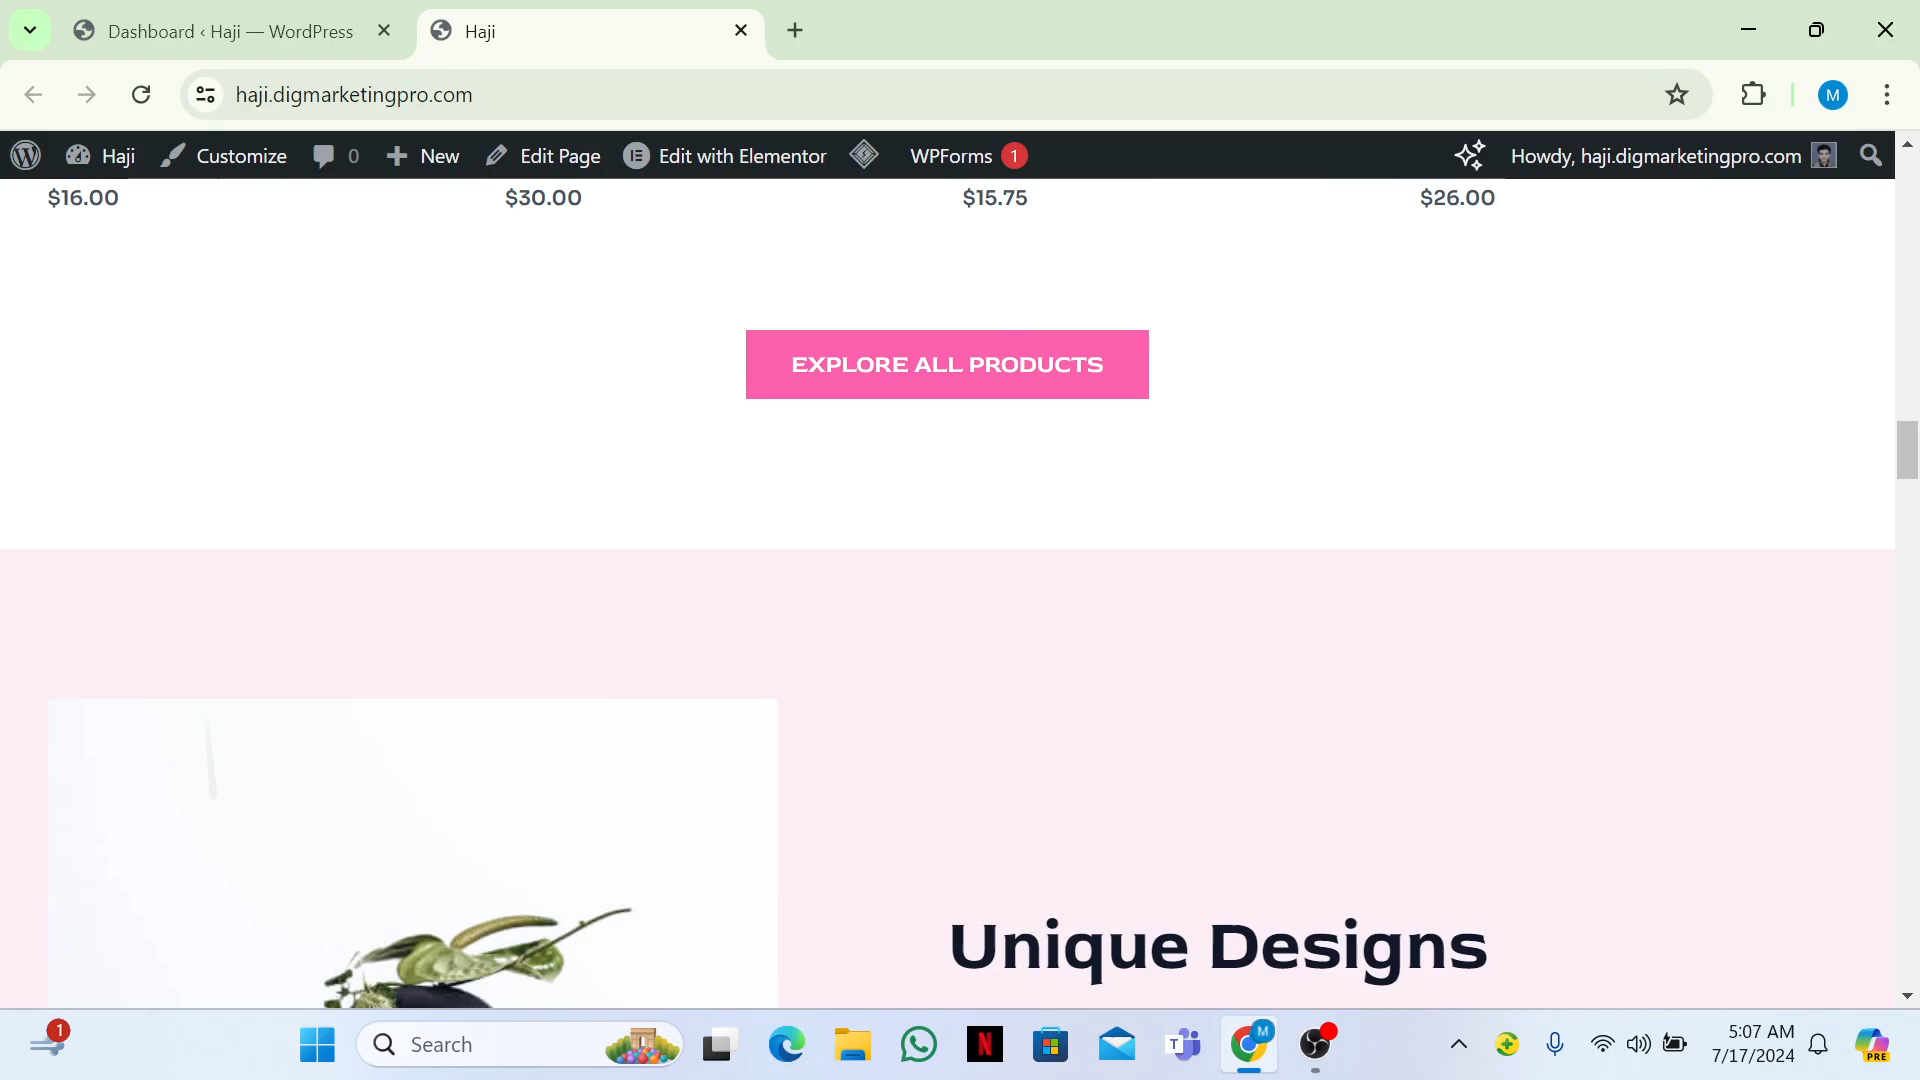 Dashboard ‹ Haji — WordPress
Haji
haji.digmarketingpro.com
M
Haji
Customize
0
New
Edit Page
Edit with Elementor
WPForms 1
Howdy, haji.digmarketingpro.com
$16.00
$30.00
$15.75
$26.00
EXPLORE ALL PRODUCTS
Unique Designs
1
Search
N
T
M
5:07 AM
7/17/2024
PRE